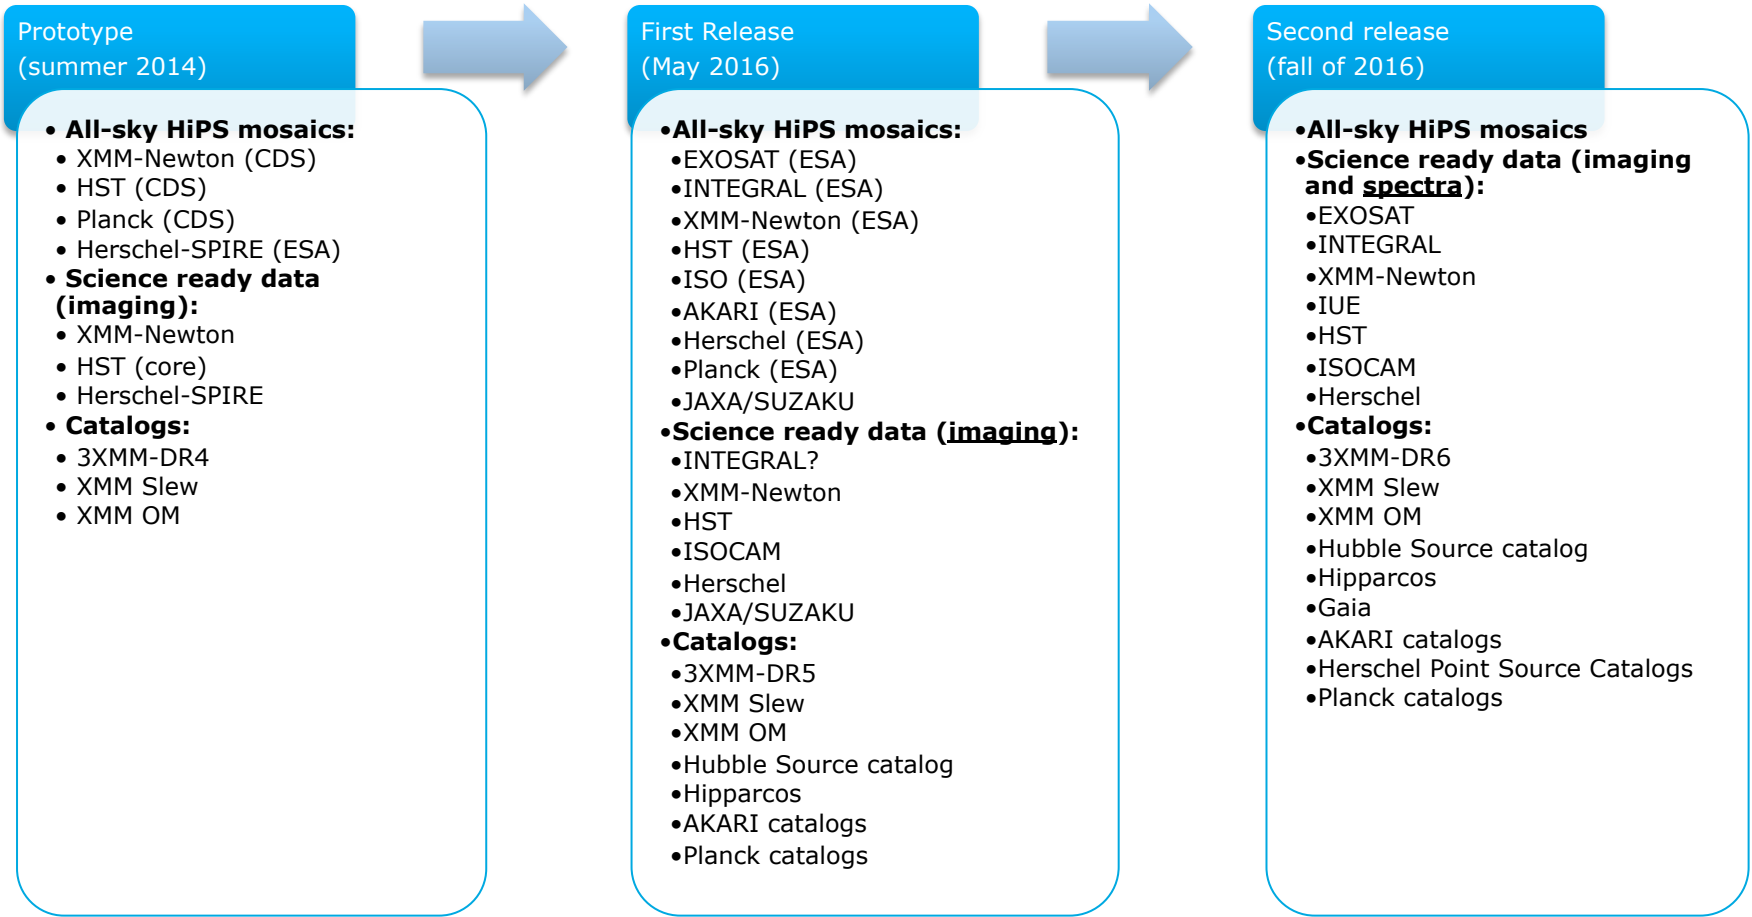 Prototype
(summer 2014)
• All-sky HiPS mosaics:
• XMM-Newton (CDS)
• HST (CDS)
• Planck (CDS)
• Herschel-SPIRE (ESA)
• Science ready data
(imaging):
• XMM-Newton
• HST (core)
• Herschel-SPIRE
• Catalogs:
• 3XMM-DR4
• XMM Slew
• XMM OM
First Release
(May 2016)
•All-sky HiPS mosaics:
•EXOSAT (ESA)
•INTEGRAL (ESA)
•XMM-Newton (ESA)
•HST (ESA)
•ISO (ESA)
•AKARI (ESA)
•Herschel (ESA)
•Planck (ESA)
•JAXA/SUZAKU
•Science ready data (imaging):
•INTEGRAL?
•XMM-Newton
•HST
•ISOCAM
•Herschel
•JAXA/SUZAKU
•Catalogs:
•3XMM-DR5
•XMM Slew
•XMM OM
•Hubble Source catalog
•Hipparcos
•AKARI catalogs
•Planck catalogs
Second release
(fall of 2016)
•All-sky HiPS mosaics
•Science ready data (imaging
and spectra):
•EXOSAT
•INTEGRAL
•XMM-Newton
•IUE
•HST
•ISOCAM
•Herschel
•Catalogs:
•3XMM-DR6
•XMM Slew
•XMM OM
•Hubble Source catalog
•Hipparcos
•Gaia
•AKARI catalogs
•Herschel Point Source Catalogs
•Planck catalogs